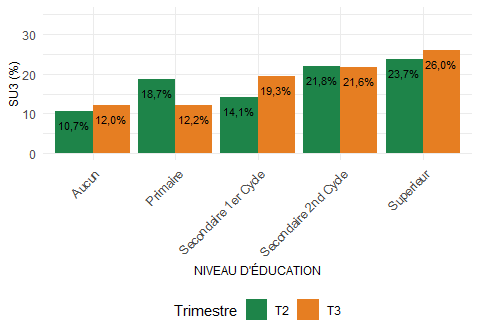 SU3 (%)
30
20
10
0
10,7%
12,0%
18,7%
12,2%
14,1%
19,3%
21,8%
21,6%
23,7%
26,0%
Aucun
Primaire
Secondaire 1er Cycle
Secondaire 2nd Cycle
Superieur
NIVEAU D'ÉDUCATION
Trimestre T2 T3